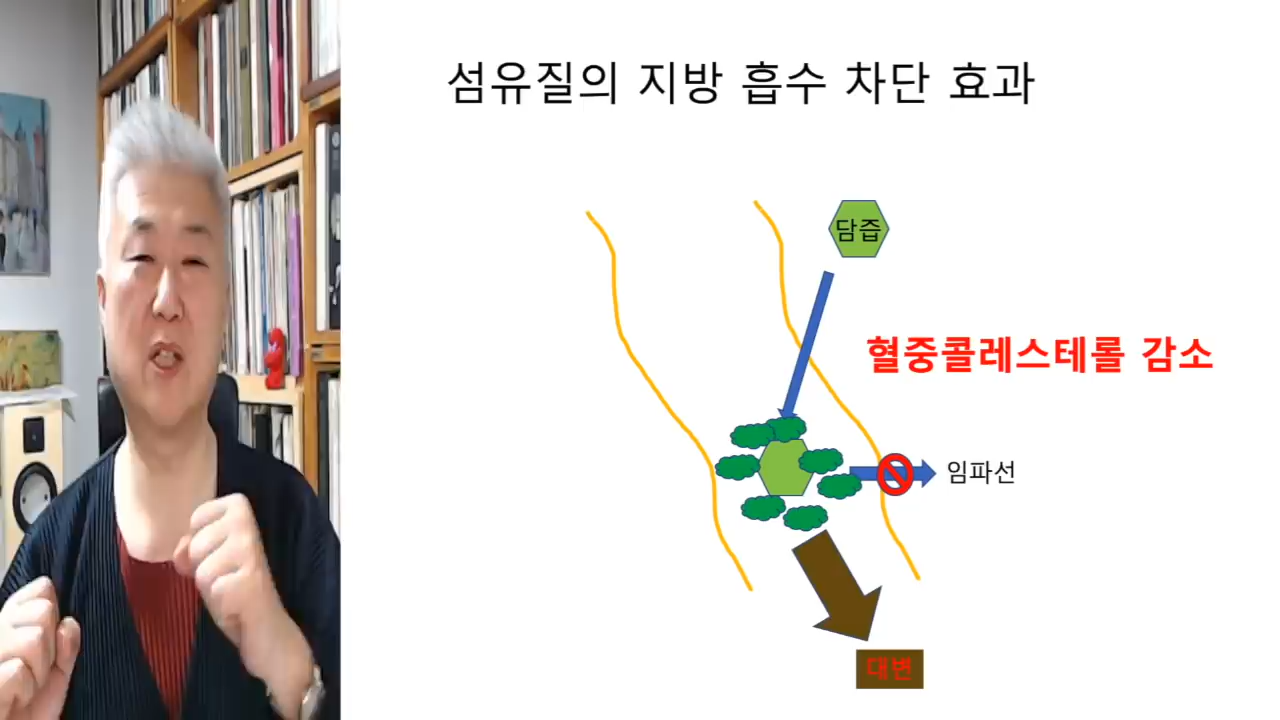 섬유질의 지방 흡수 차단 효과
담즙
혈중콜레스테롤 감소
임파선
대변